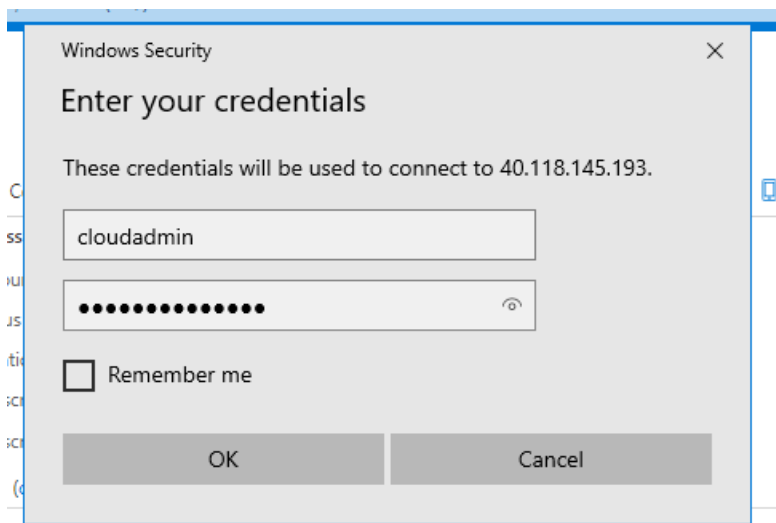 Windows Security
Enter your credentials
These credentials will be used to connect to 40.118.145.193.
cloudadmin
●●●●●●●●●●●●●●
Remember me
OK
Cancel